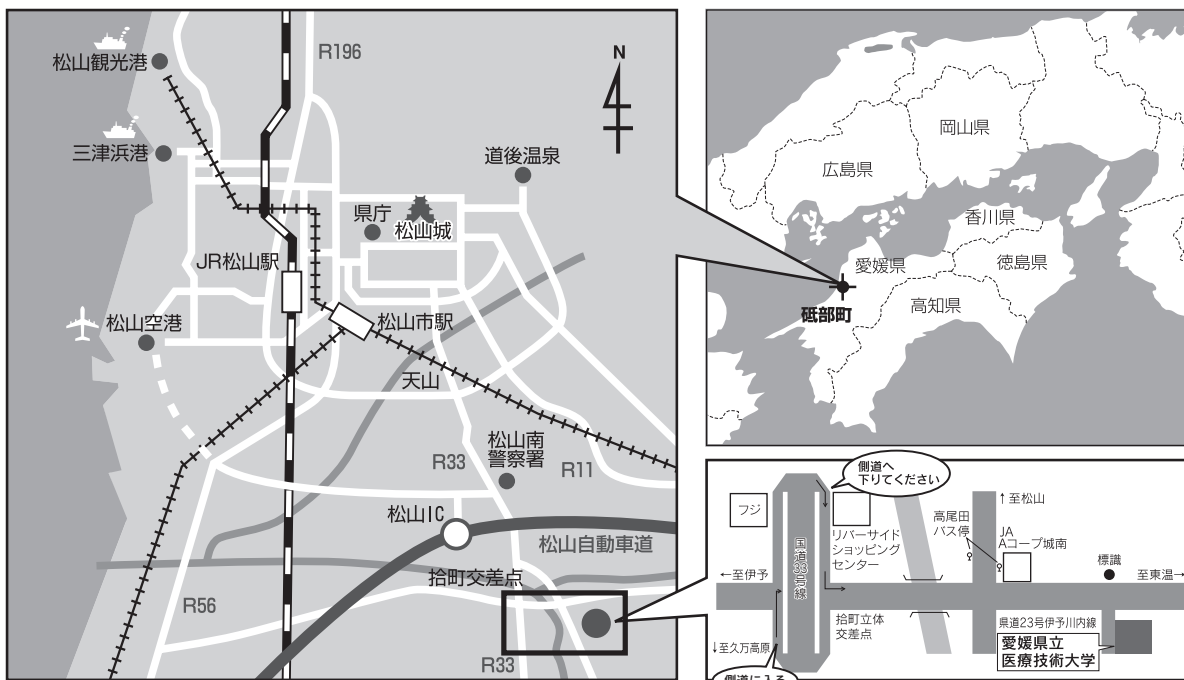 松山観光港
R196
N
三津浜港
道後温泉
県庁
松山城
JR松山駅
松山市駅
松山空港
天山
松山南
警察署
R33
R11
松山IC
松山自動車道
拾町交差点
R56
R33
岡山県
広島県
香川県
愛媛県
徳島県
高知県
砥部町
側道へ
下りてください
フジ
国道33号線
リバーサイド
ショッピング
センター
高尾田
バス停
↑至松山
JA
Aコープ城南
標識
←至伊予
至東温→
拾町立体
交差点
県道23号伊予川内線
↓至久万高原
愛媛県立
医療技術大学
側道に入る